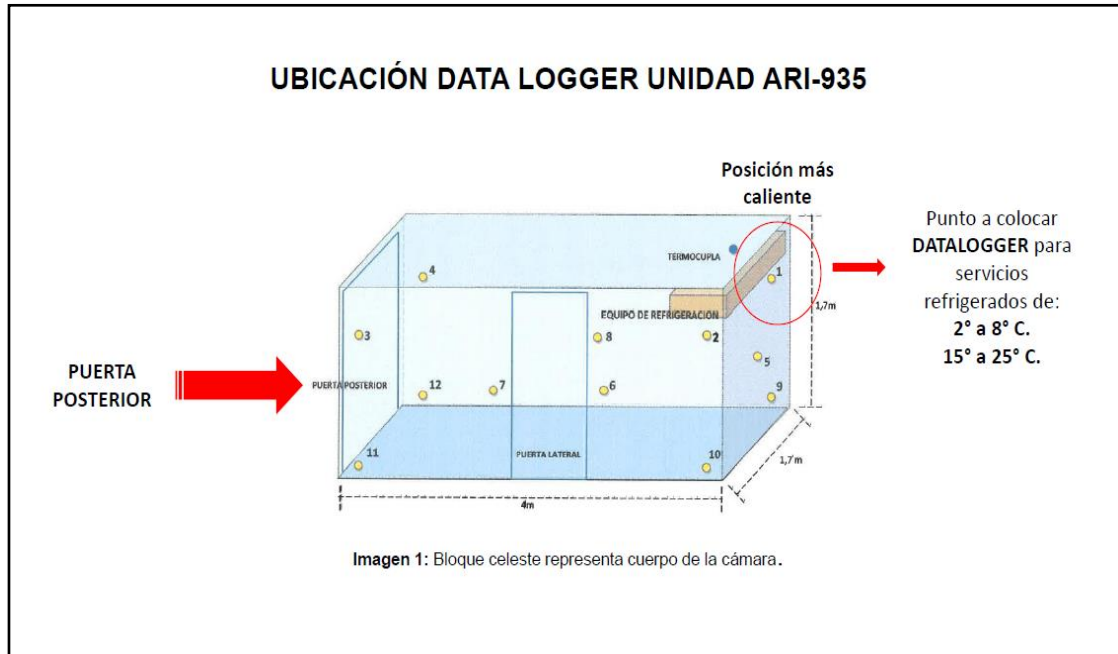 UBICACIÓN DATA LOGGER UNIDAD ARI-935
Posición más
caliente
Punto a colocar
DATALOGGER para
servicios
refrigerados de:
2° a 8° C.
15° a 25° C.
TERMOCUPLA
1
4
1,7m
EQUIPO DE REFRIGERACION
3
8
2
5
PUERTA
POSTERIOR
PUERTA POSTERIOR
12
7
6
9
11
PUERTA LATERAL
10
1,7m
4m
Imagen 1: Bloque celeste representa cuerpo de la cámara.